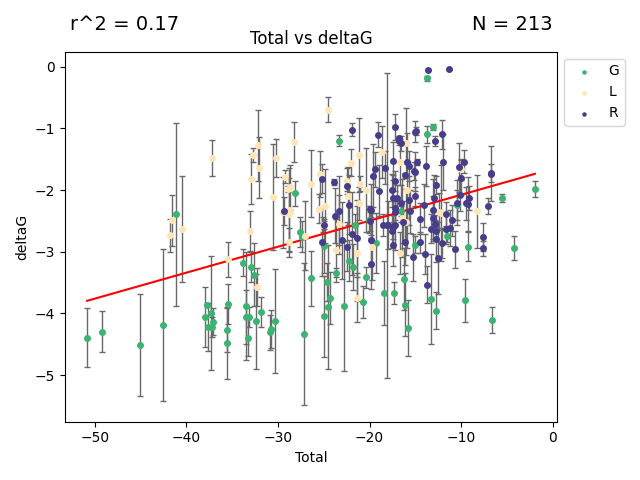 r^2 = 0.17 N = 213
Total vs deltaG
G
L
R
deltaG
0
−1
−2
−3
−4
−5
−50 −40 −30 −20 −10 0
Total